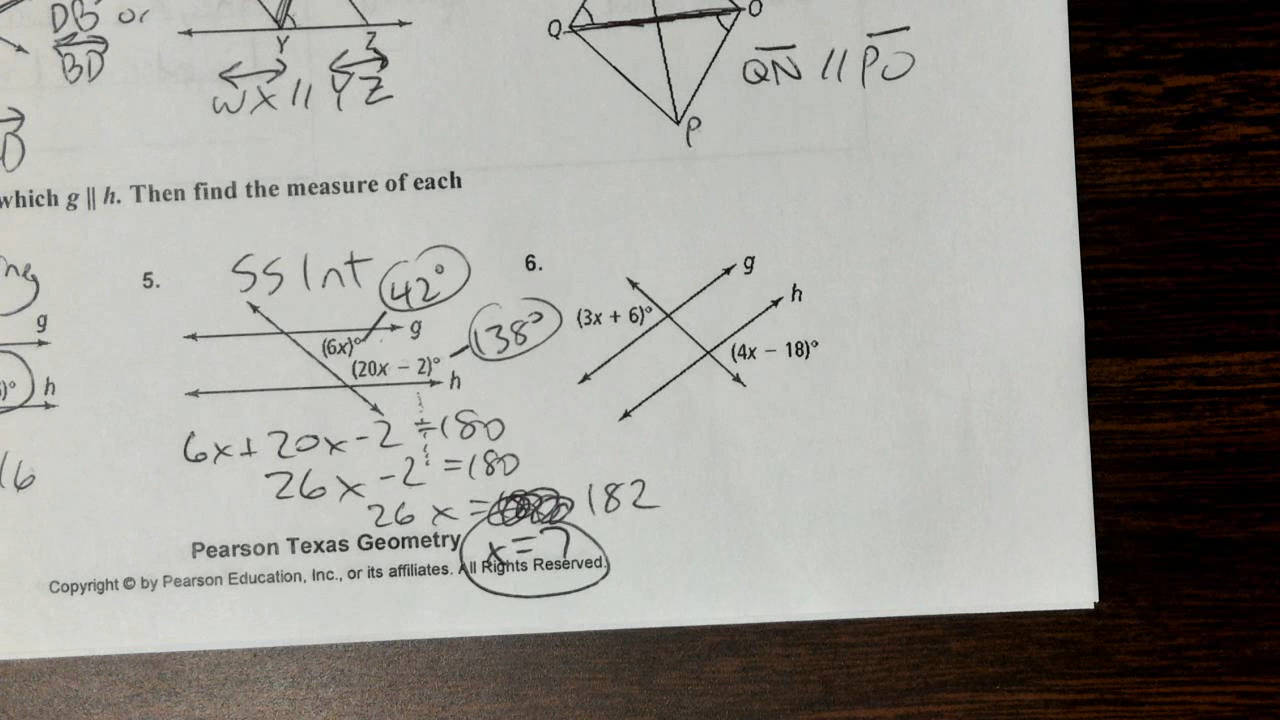 DB or
BD
Y
Z
WX // YZ
Q
O
P
QN // PO
which g || h. Then find the measure of each
g
)° h
16
5.
SS Int
42°
g
(6x)°
138°
(20x − 2)°
h
6x + 20x - 2 = 180
26x - 2 = 180
26x = 182
x = 7
6.
g
h
(3x + 6)°
(4x − 18)°
Pearson Texas Geometry
Copyright © by Pearson Education, Inc., or its affiliates. All Rights Reserved.